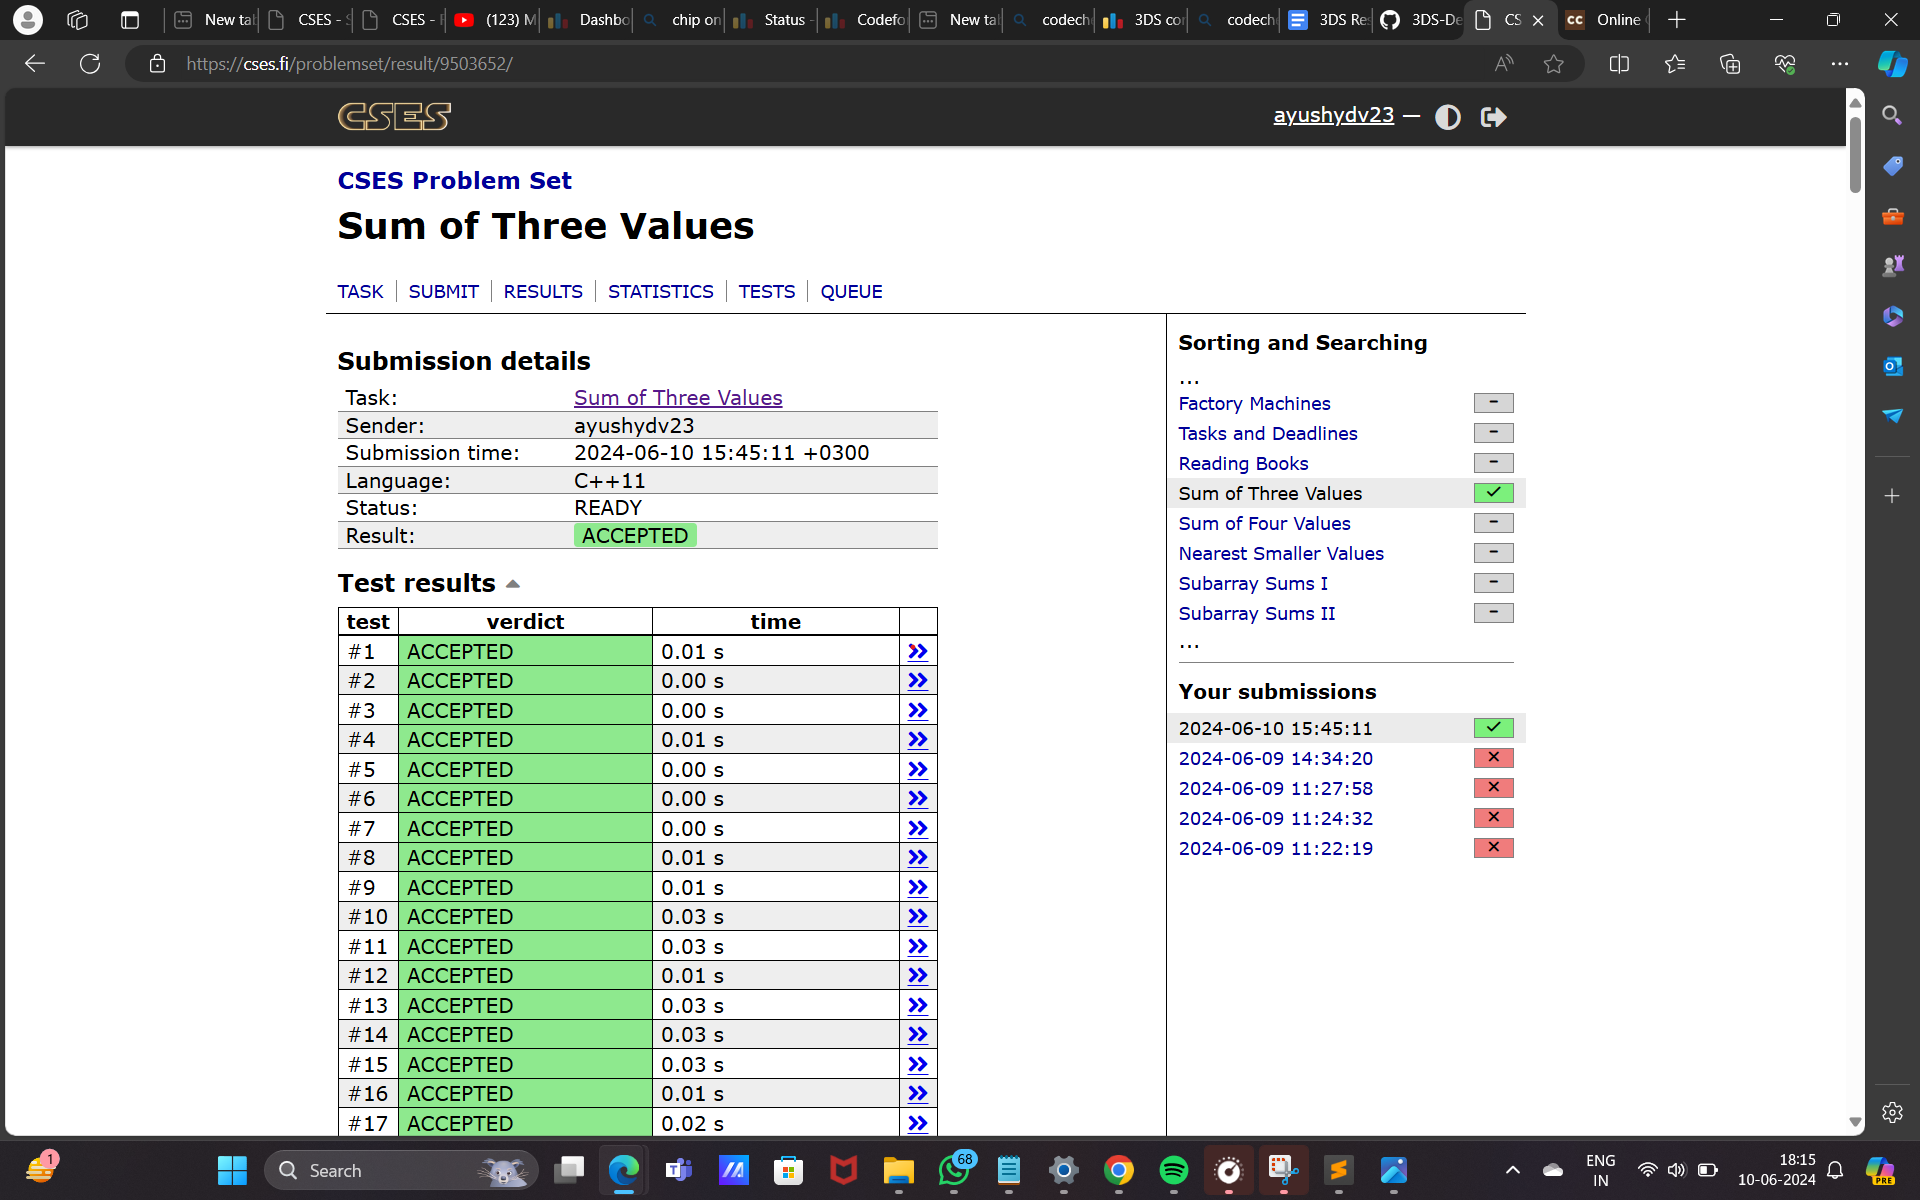 New tab
CSES - S
CSES - F
(123) M
Dashbo
chip on
Status -
Codefo
New tab
codeche
3DS con
codeche
3DS Res
3DS-De
CS
Online C
https://cses.fi/problemset/result/9503652/
CSES
ayushydv23 —
CSES Problem Set
Sum of Three Values
TASK | SUBMIT | RESULTS | STATISTICS | TESTS | QUEUE
Submission details
Task: Sum of Three Values
Sender: ayushydv23
Submission time: 2024-06-10 15:45:11 +0300
Language: C++11
Status: READY
Result: ACCEPTED
Test results
test verdict time
#1 ACCEPTED 0.01 s »
#2 ACCEPTED 0.00 s »
#3 ACCEPTED 0.00 s »
#4 ACCEPTED 0.01 s »
#5 ACCEPTED 0.00 s »
#6 ACCEPTED 0.00 s »
#7 ACCEPTED 0.00 s »
#8 ACCEPTED 0.01 s »
#9 ACCEPTED 0.01 s »
#10 ACCEPTED 0.03 s »
#11 ACCEPTED 0.03 s »
#12 ACCEPTED 0.01 s »
#13 ACCEPTED 0.03 s »
#14 ACCEPTED 0.03 s »
#15 ACCEPTED 0.03 s »
#16 ACCEPTED 0.01 s »
#17 ACCEPTED 0.02 s »
Sorting and Searching
...
Factory Machines –
Tasks and Deadlines –
Reading Books –
Sum of Three Values ✓
Sum of Four Values –
Nearest Smaller Values –
Subarray Sums I –
Subarray Sums II –
...
Your submissions
2024-06-10 15:45:11 ✓
2024-06-09 14:34:20 ✕
2024-06-09 11:27:58 ✕
2024-06-09 11:24:32 ✕
2024-06-09 11:22:19 ✕
1
Search
68
ENG
IN
18:15
10-06-2024
PRE